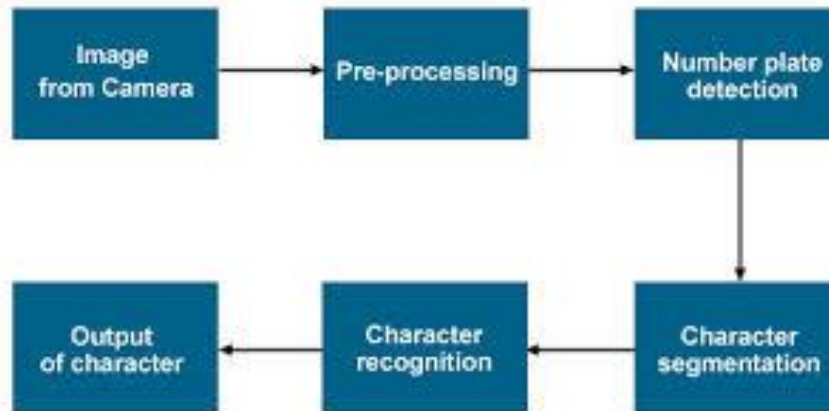 Image
from Camera
Pre-processing
Number plate
detection
Character
segmentation
Character
recognition
Output
of character